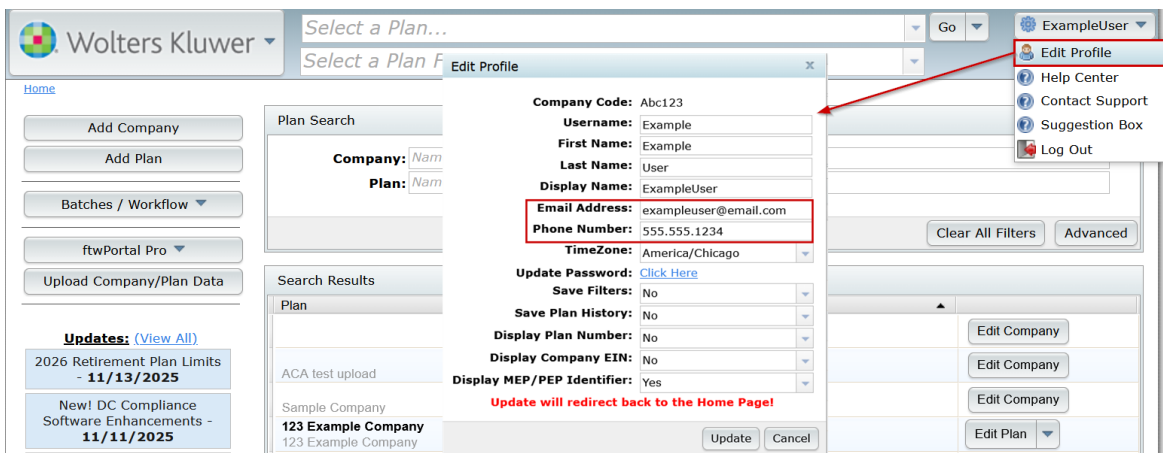 Wolters Kluwer
Select a Plan...
Go
ExampleUser
Select a Plan F
Edit Profile
Help Center
Contact Support
Suggestion Box
Log Out
Home
Add Company
Add Plan
Batches / Workflow
ftwPortal Pro
Upload Company/Plan Data
Updates: (View All)
2026 Retirement Plan Limits
- 11/13/2025
New! DC Compliance
Software Enhancements -
11/11/2025
Plan Search
Company: Nam
Plan: Nam
Clear All Filters
Advanced
Search Results
Plan
Edit Company
ACA test upload
Edit Company
Sample Company
Edit Company
123 Example Company
123 Example Company
Edit Plan
Edit Profile
x
Company Code: Abc123
Username: Example
First Name: Example
Last Name: User
Display Name: ExampleUser
Email Address: exampleuser@email.com
Phone Number: 555.555.1234
TimeZone: America/Chicago
Update Password: Click Here
Save Filters: No
Save Plan History: No
Display Plan Number: No
Display Company EIN: No
Display MEP/PEP Identifier: Yes
Update will redirect back to the Home Page!
Update
Cancel